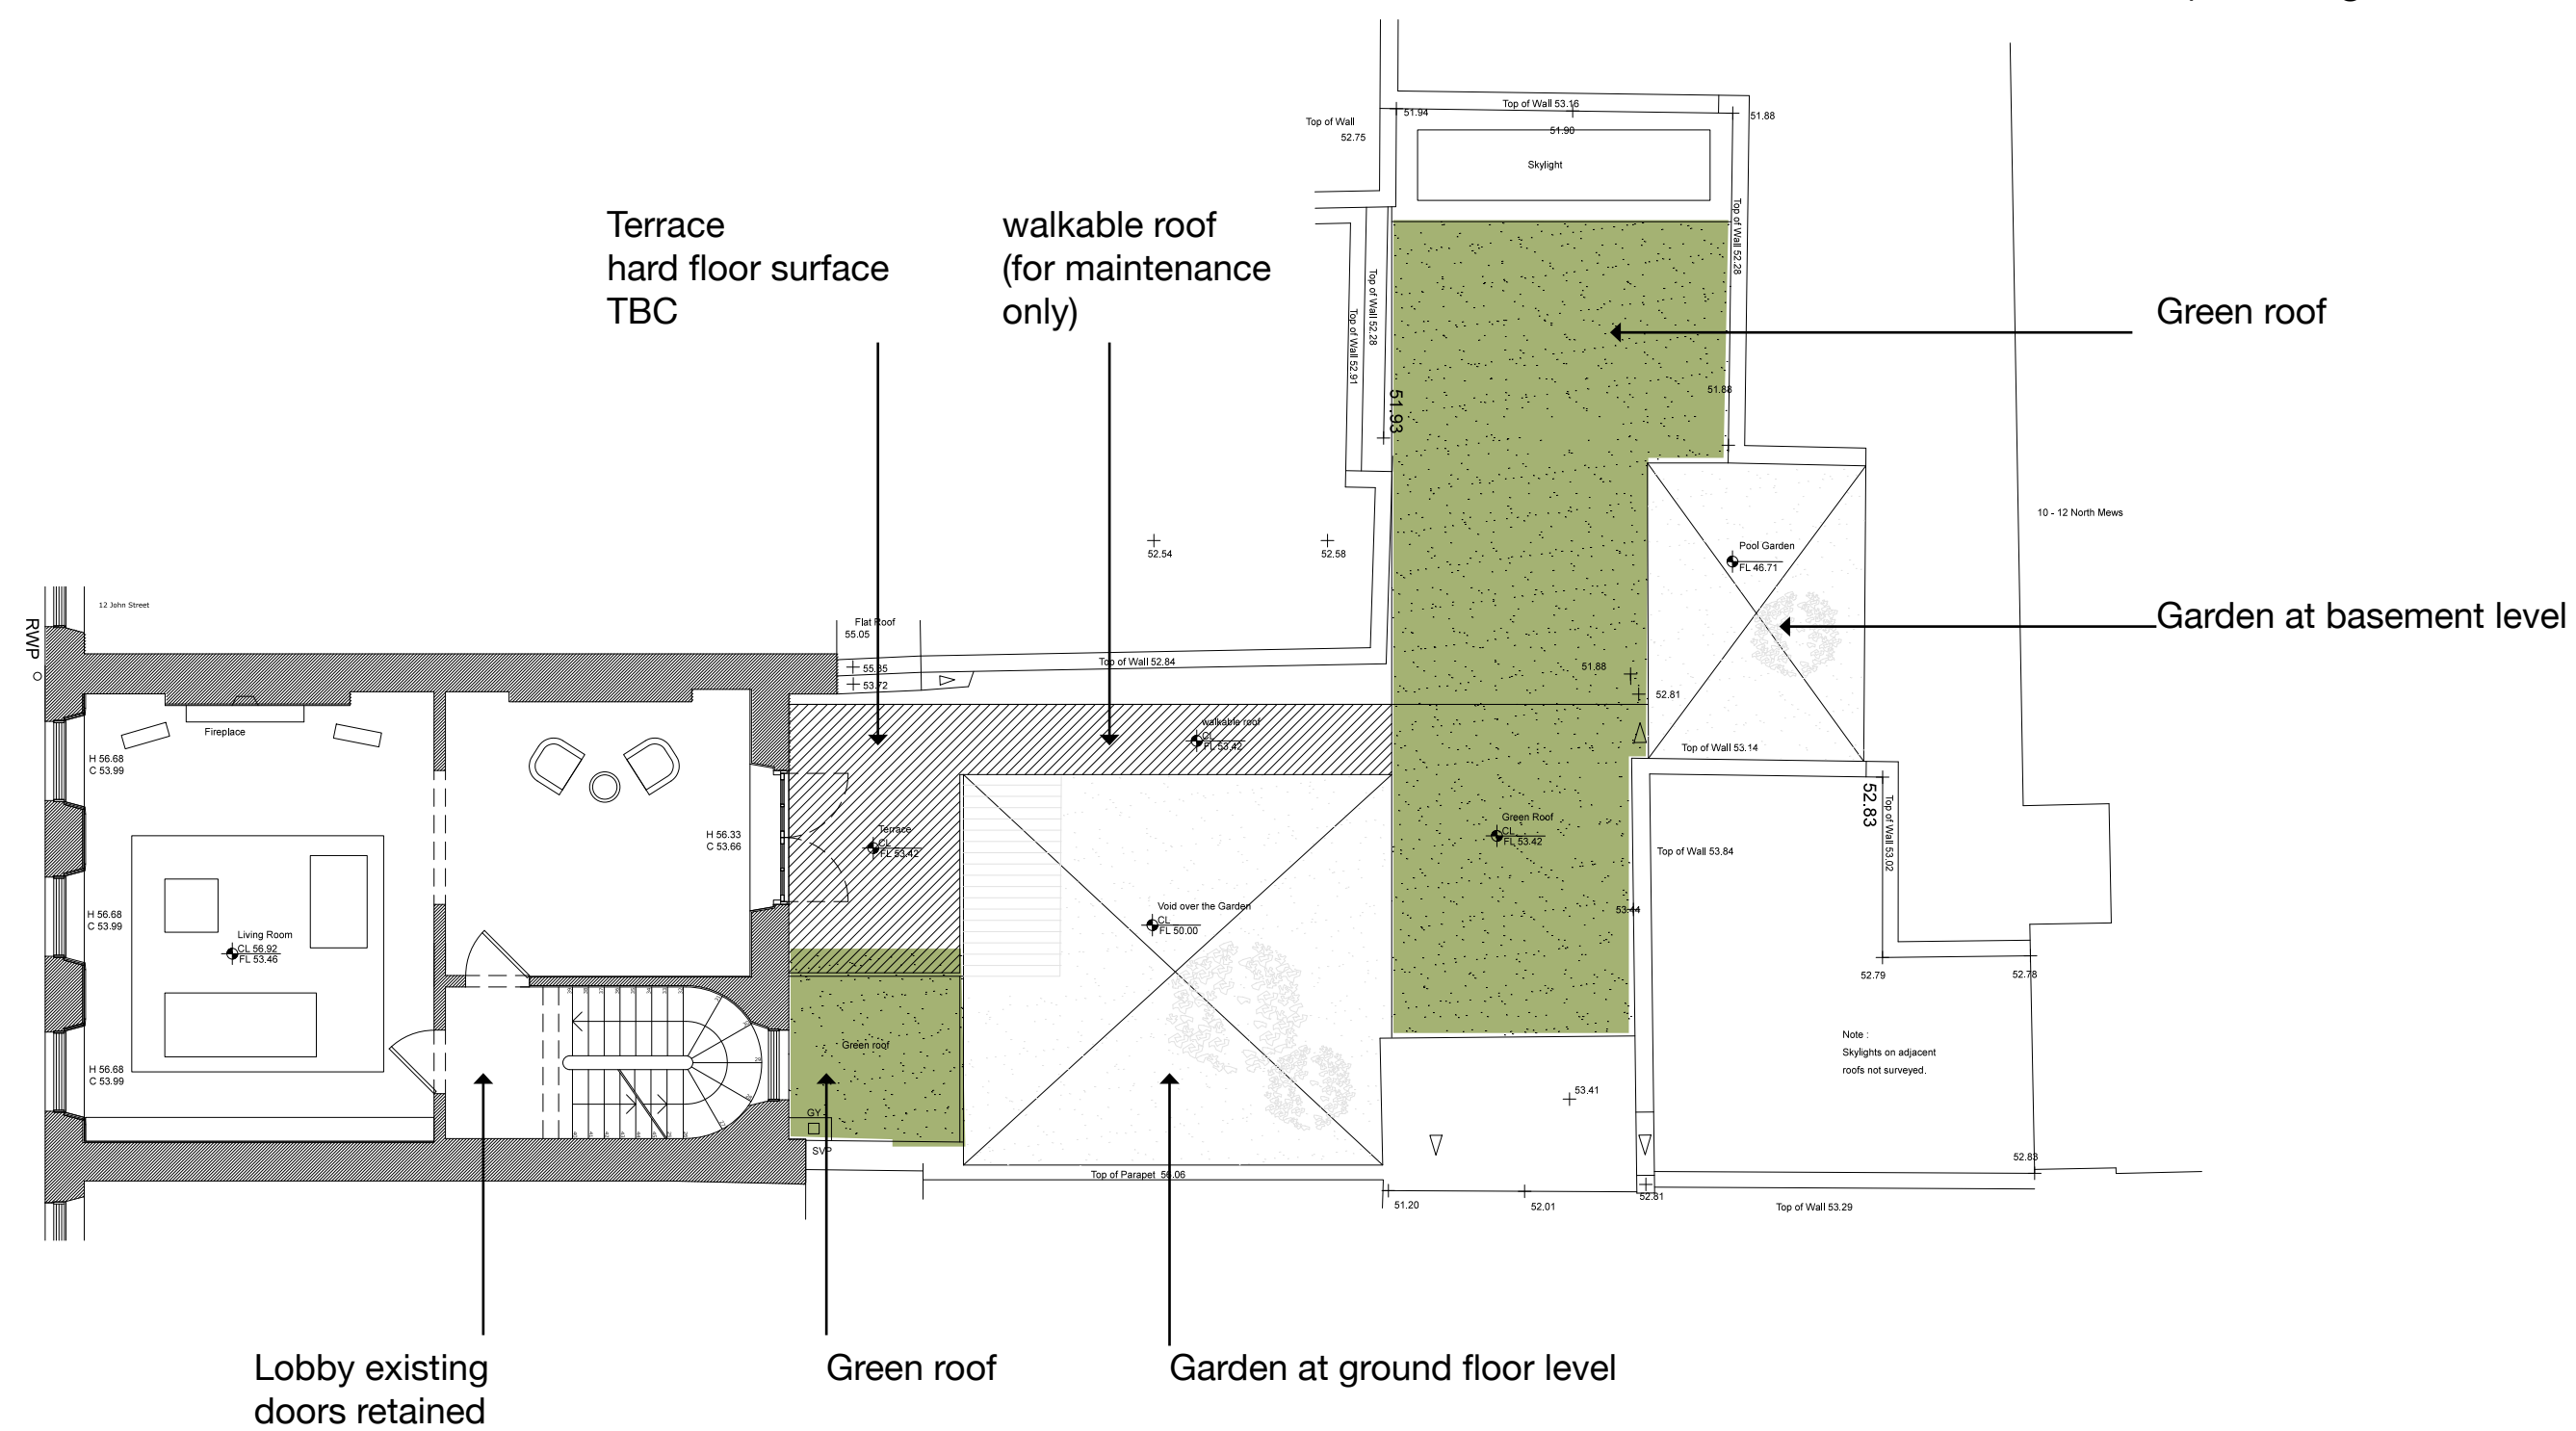 Top of Wall 53.16
51.94
51.90
51.88
Top of Wall
52.75
Skylight
Terrace
hard floor surface
TBC
walkable roof
(for maintenance
only)
Top of Wall 52.28
Top of Wall 52.28
Top of Wall 52.91
Green roof
51.93
51.88
10 - 12 North Mews
52.54
52.58
Pool Garden
FL 46.71
Garden at basement level
12 John Street
RWP
Flat Roof
55.05
Top of Wall 52.84
53.72
51.88
52.81
Fireplace
walkable roof
CL
FL 53.42
Top of Wall 53.14
H 56.68
C 53.99
52.83
Top of Wall 53.02
H 56.33
C 53.66
Terrace
CL
FL 53.42
Green Roof
CL
FL 53.42
Top of Wall 53.84
H 56.68
C 53.99
Void over the Garden
CL
FL 50.00
53.44
Living Room
CL 56.92
FL 53.46
52.79
52.78
Green roof
Note :
Skylights on adjacent
roofs not surveyed.
H 56.68
C 53.99
53.41
GY
SVP
Top of Parapet
52.83
51.20
52.01
52.81
Top of Wall 53.29
Lobby existing
doors retained
Green roof
Garden at ground floor level